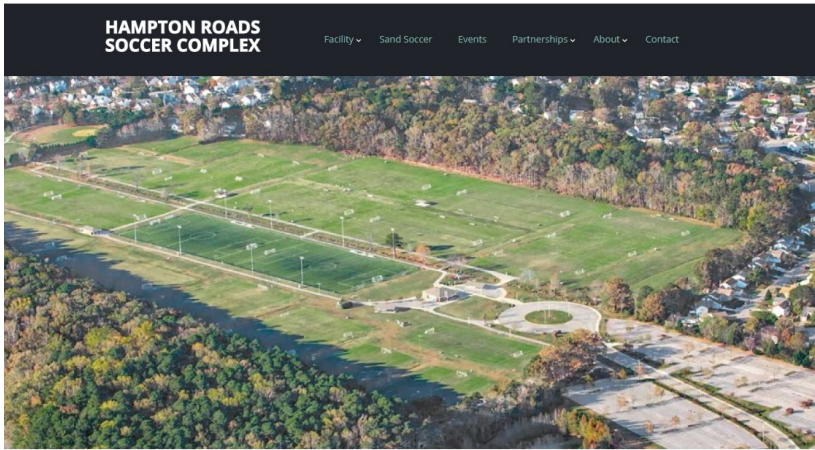 HAMPTON ROADS
SOCCER COMPLEX
Facility
Sand Soccer
Events
Partnerships
About
Contact